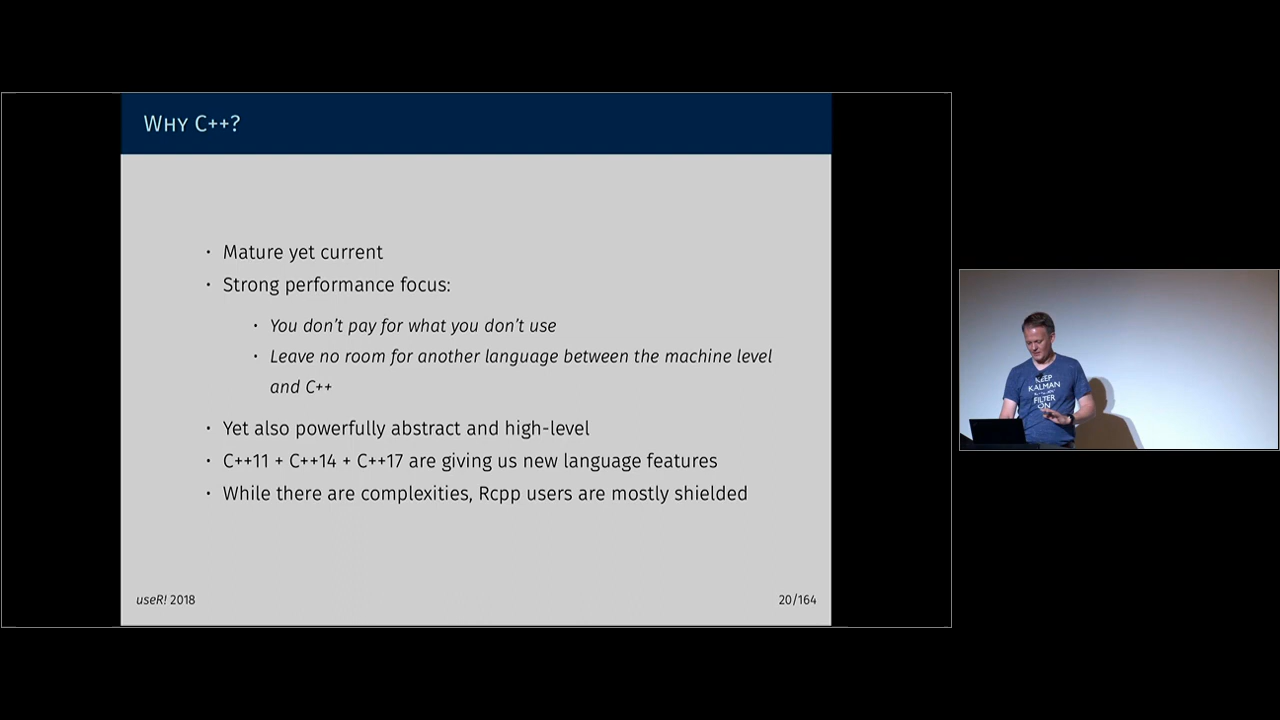 WHY C++?
· Mature yet current
· Strong performance focus:
· You don't pay for what you don't use
· Leave no room for another language between the machine level
and C++
· Yet also powerfully abstract and high-level
· C++11 + C++14 + C++17 are giving us new language features
· While there are complexities, Rcpp users are mostly shielded
useR! 2018
20/164
KEEP
KALMAN
FILTER
ON